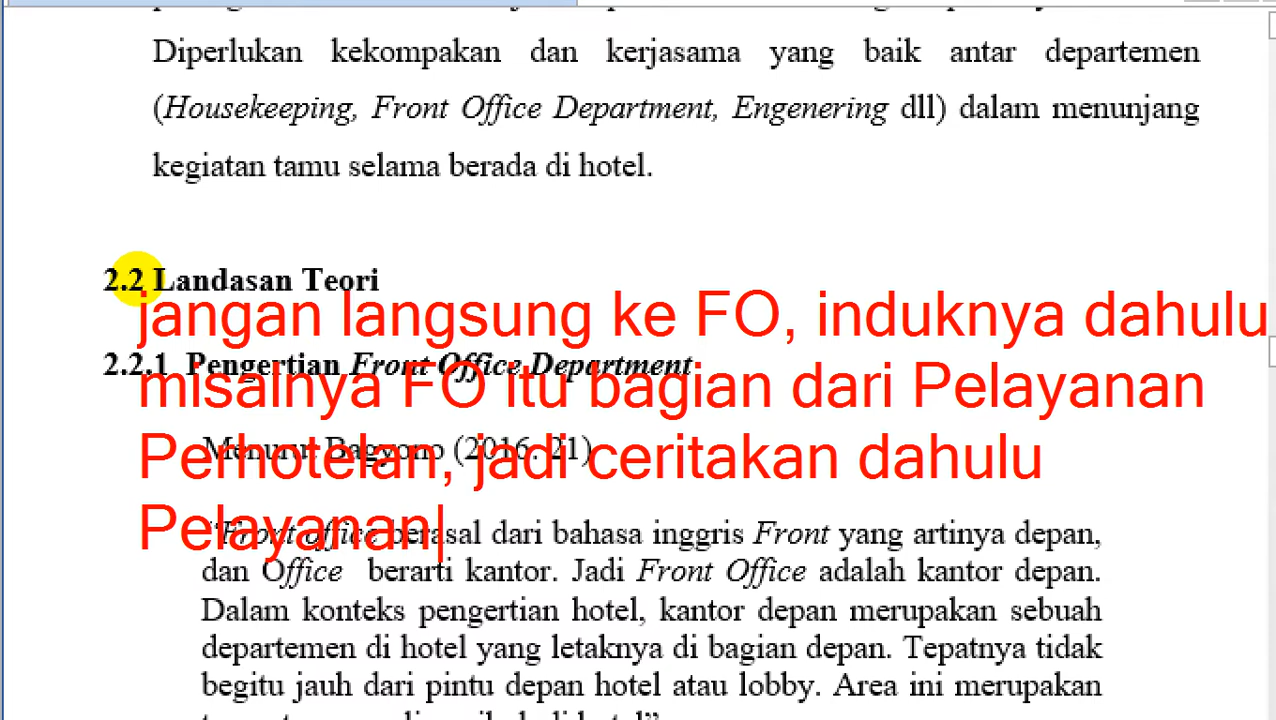 Diperlukan kekompakan dan kerjasama yang baik antar departemen
(Housekeeping, Front Office Department, Engenering dll) dalam menunjang
kegiatan tamu selama berada di hotel.
2.2 Landasan Teori
jangan langsung ke FO, induknya dahulu
2.2.1 Pengertian Front Office Department
misalnya FO itu bagian dari Pelayanan
Menurut Bagyono (2016: 21)
Perhotelan, jadi ceritakan dahulu
Pelayanan
"Front office berasal dari bahasa inggris Front yang artinya depan,
dan Office berarti kantor. Jadi Front Office adalah kantor depan.
Dalam konteks pengertian hotel, kantor depan merupakan sebuah
departemen di hotel yang letaknya di bagian depan. Tepatnya tidak
begitu jauh dari pintu depan hotel atau lobby. Area ini merupakan